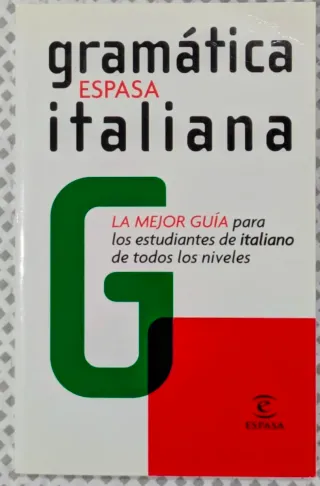 gramática
ESPASA
italiana
G
LA MEJOR GUÍA para
los estudiantes de italiano
de todos los niveles
e
ESPASA